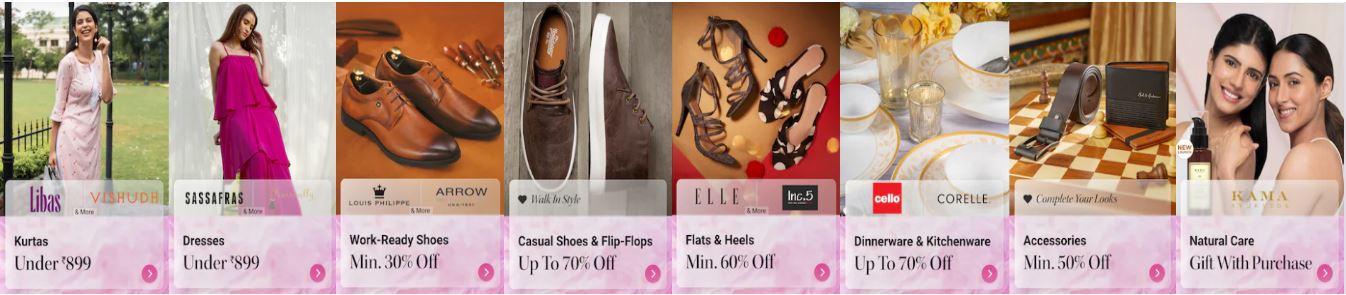 Libas
VISHUDH
& More
Kurtas
Under ₹899
SASSAFRAS
& More
Dresses
Under ₹899
LOUIS PHILIPPE
ARROW
& More
Work-Ready Shoes
Min. 30% Off
Walk In Style
Casual Shoes & Flip-Flops
Up To 70% Off
ELLE
Inc.5
& More
Flats & Heels
Min. 60% Off
cello
CORELLE
Dinnerware & Kitchenware
Up To 70% Off
Complete Your Looks
Accessories
Min. 50% Off
NEW
LAUNCH
KAMA
AYURVEDA
Natural Care
Gift With Purchase